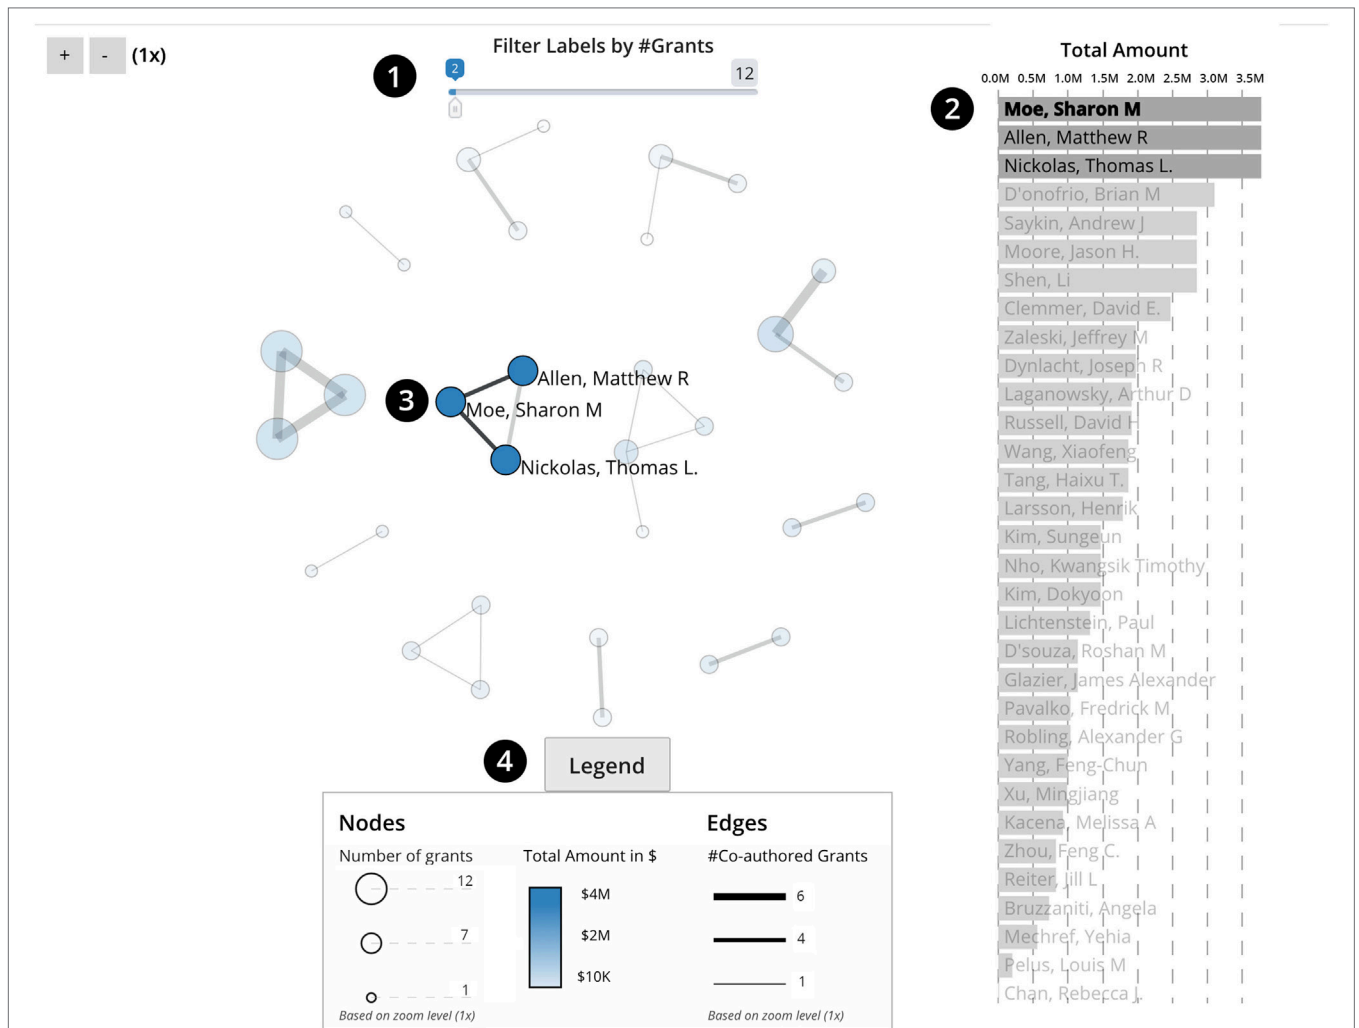 + - (1x)
Filter Labels by #Grants
1
2
12
Total Amount
0.0M 0.5M 1.0M 1.5M 2.0M 2.5M 3.0M 3.5M
2
Moe, Sharon M
Allen, Matthew R
Nickolas, Thomas L.
D'onofrio, Brian M
Saykin, Andrew J
Moore, Jason H.
Shen, Li
Clemmer, David E.
Zaleski, Jeffrey M
Dynlacht, Joseph R
Laganowsky, Arthur D
Russell, David H
Wang, Xiaofeng
Tang, Haixu T.
Larsson, Henrik
Kim, Sungeun
Nho, Kwangsik Timothy
Kim, Dokyoon
Lichtenstein, Paul
D'souza, Roshan M
Glazier, James Alexander
Pavalko, Fredrick M
Robling, Alexander G
Yang, Feng-Chun
Xu, Mingjiang
Kacena, Melissa A
Zhou, Feng C.
Reiter, Jill L
Bruzzaniti, Angela
Mechref, Yehia
Pelus, Louis M
Chan, Rebecca J.
3
Allen, Matthew R
Moe, Sharon M
Nickolas, Thomas L.
4
Legend
Nodes
Number of grants
12
7
1
Based on zoom level (1x)
Total Amount in $
$4M
$2M
$10K
Edges
#Co-authored Grants
6
4
1
Based on zoom level (1x)